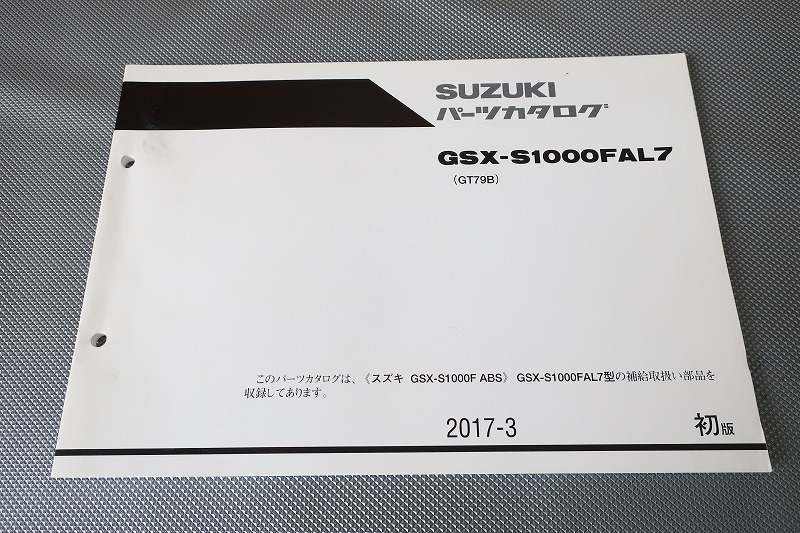 SUZUKI
パーツカタログ
GSX-S1000FAL7
(GT79B)
このパーツカタログは、《スズキ GSX-S1000F ABS》 GSX-S1000FAL7型の補給取扱い部品を
収録してあります。
2017-3
初版